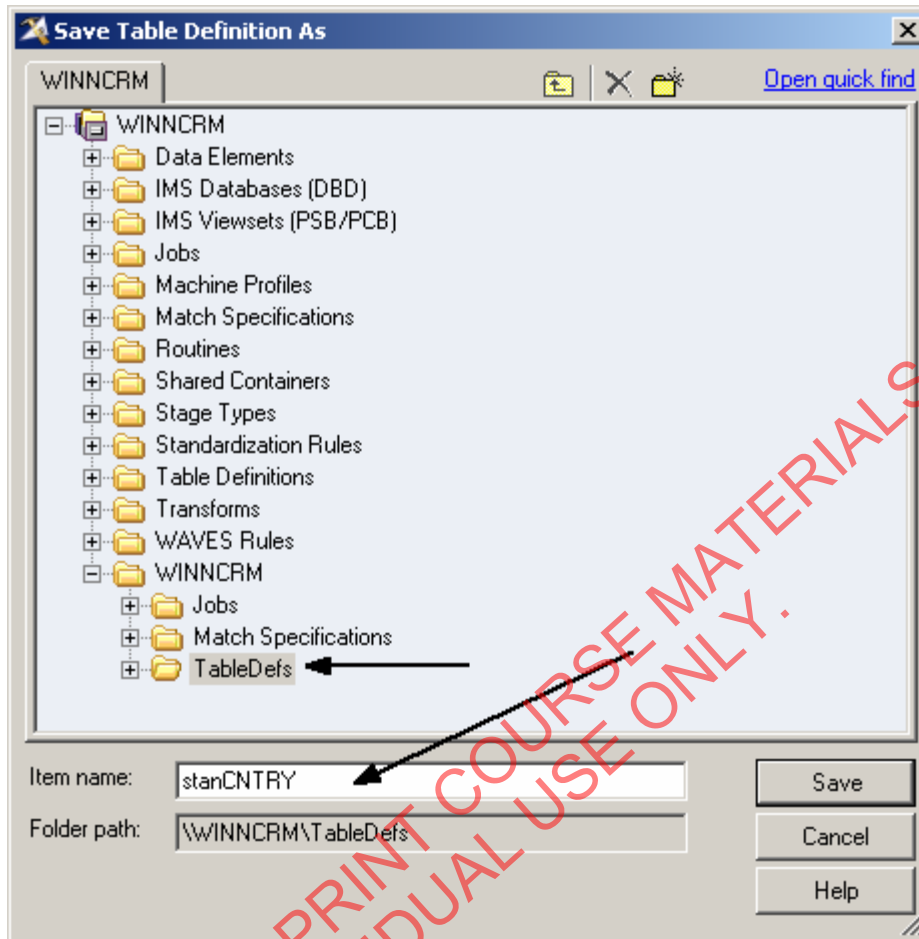 Save Table Definition As
WINNCRM
Open quick find
WINNCRM
Data Elements
IMS Databases (DBD)
IMS Viewsets (PSB/PCB)
Jobs
Machine Profiles
Match Specifications
Routines
Shared Containers
Stage Types
Standardization Rules
Table Definitions
Transforms
WAVES Rules
WINNCRM
Jobs
Match Specifications
TableDefs
Item name:
stanCNTRY
Save
Folder path:
\WINNCRM\TableDefs
Cancel
Help
PRINT COURSE MATERIALS
DUAL USE ONLY.